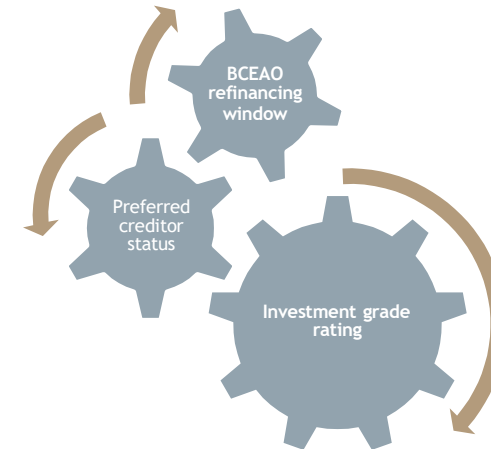 BCEAO
refinancing
window
Preferred
creditor
status
Investment grade
rating